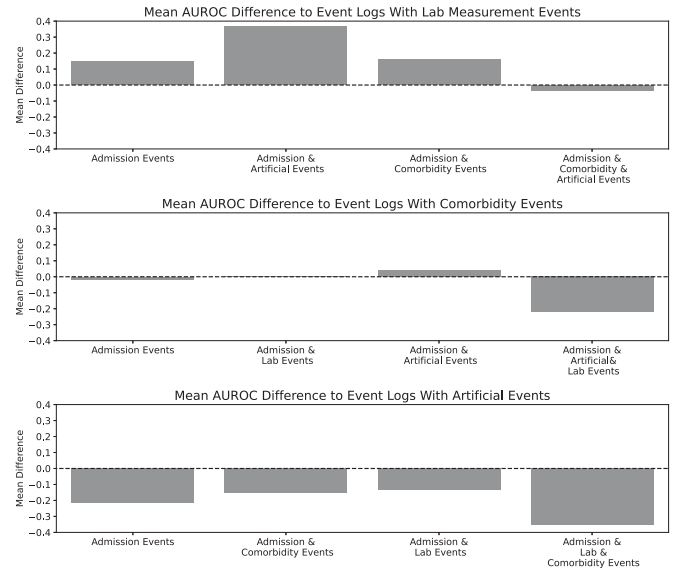 Mean AUROC Difference to Event Logs With Lab Measurement Events
Mean Difference
0.4
0.3
0.2
0.1
0.0
−0.1
−0.2
−0.3
−0.4
Admission Events
Admission &
Artificial Events
Admission &
Comorbidity Events
Admission &
Comorbidity &
Artificial Events
Mean AUROC Difference to Event Logs With Comorbidity Events
Mean Difference
0.4
0.3
0.2
0.1
0.0
−0.1
−0.2
−0.3
−0.4
Admission Events
Admission &
Lab Events
Admission &
Artificial Events
Admission &
Artificial&
Lab Events
Mean AUROC Difference to Event Logs With Artificial Events
Mean Difference
0.4
0.3
0.2
0.1
0.0
−0.1
−0.2
−0.3
−0.4
Admission Events
Admission &
Comorbidity Events
Admission &
Lab Events
Admission &
Lab &
Comorbidity Events